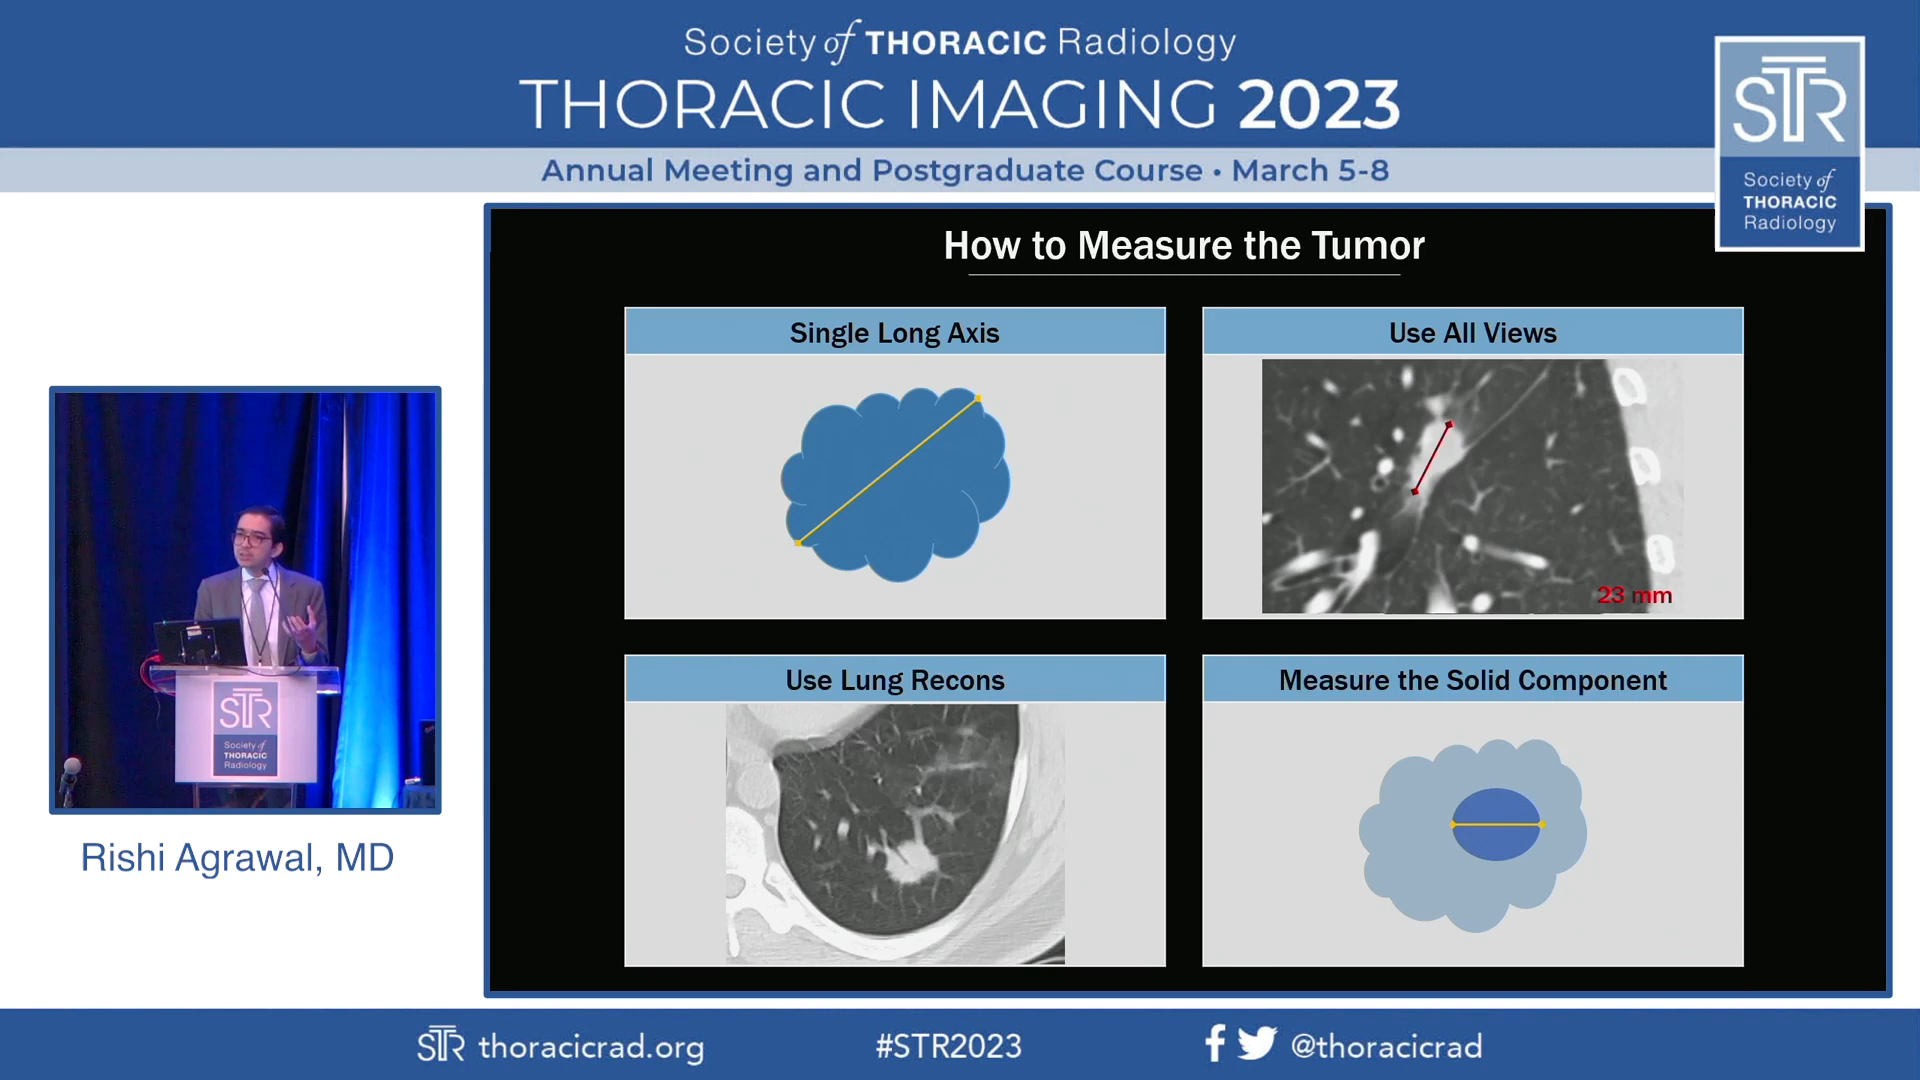 Society of THORACIC Radiology
THORACIC IMAGING 2023
Annual Meeting and Postgraduate Course • March 5-8
STR
Society of
THORACIC
Radiology
How to Measure the Tumor
Single Long Axis
Use All Views
23 mm
Use Lung Recons
Measure the Solid Component
STR
Society of
THORACIC
Radiology
Rishi Agrawal, MD
STR thoracicrad.org
#STR2023
@thoracicrad